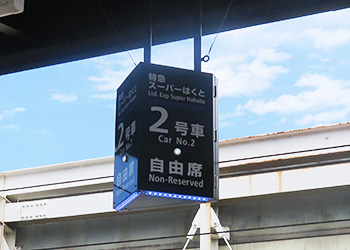 特急
スーパーはくと
Ltd. Exp Super Hakuto
2号車
Car No.2
自由席
Non-Reserved